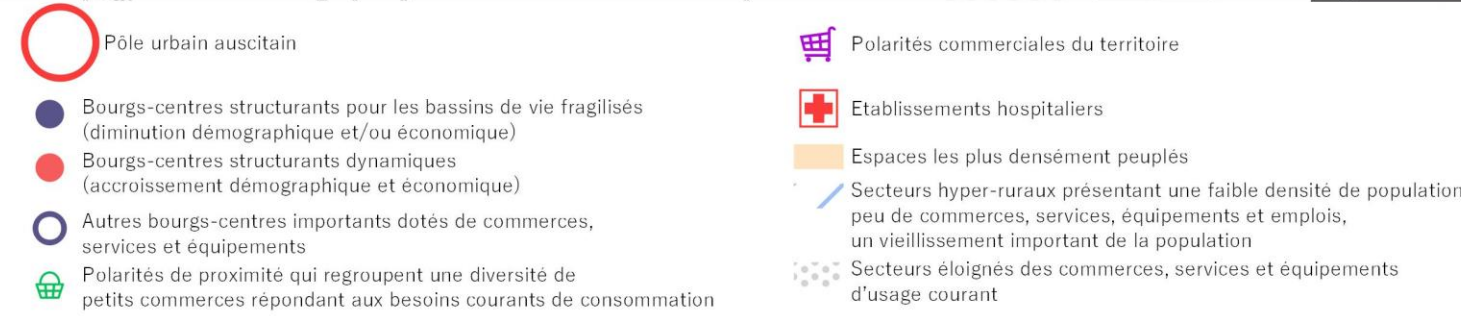 Pôle urbain auscitain
Bourgs-centres structurants pour les bassins de vie fragilisés
(diminution démographique et/ou économique)
Bourgs-centres structurants dynamiques
(accroissement démographique et économique)
Autres bourgs-centres importants dotés de commerces,
services et équipements
Polarités de proximité qui regroupent une diversité de
petits commerces répondant aux besoins courants de consommation
Polarités commerciales du territoire
Etablissements hospitaliers
Espaces les plus densément peuplés
Secteurs hyper-ruraux présentant une faible densité de population
peu de commerces, services, équipements et emplois,
un vieillissement important de la population
Secteurs éloignés des commerces, services et équipements
d'usage courant